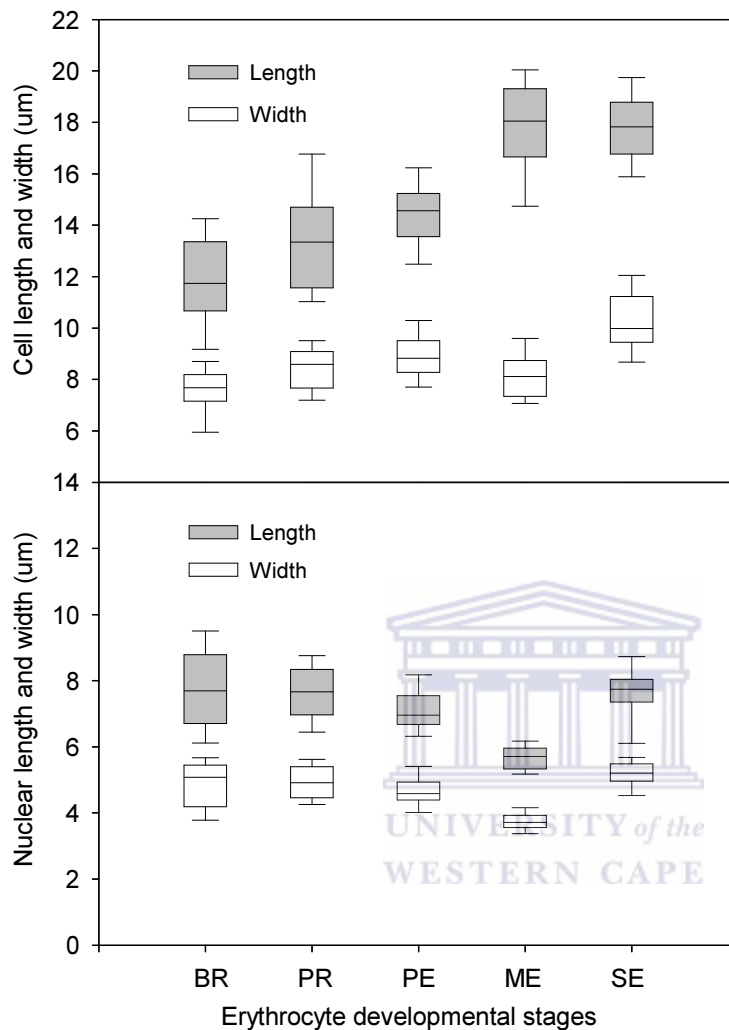 Cell length and width (um)
22
20
18
16
14
12
10
8
6
Length
Width
Nuclear length and width (um)
14
12
10
8
6
4
2
0
Length
Width
UNIVERSITY of the
WESTERN CAPE
BR PR PE ME SE
Erythrocyte developmental stages